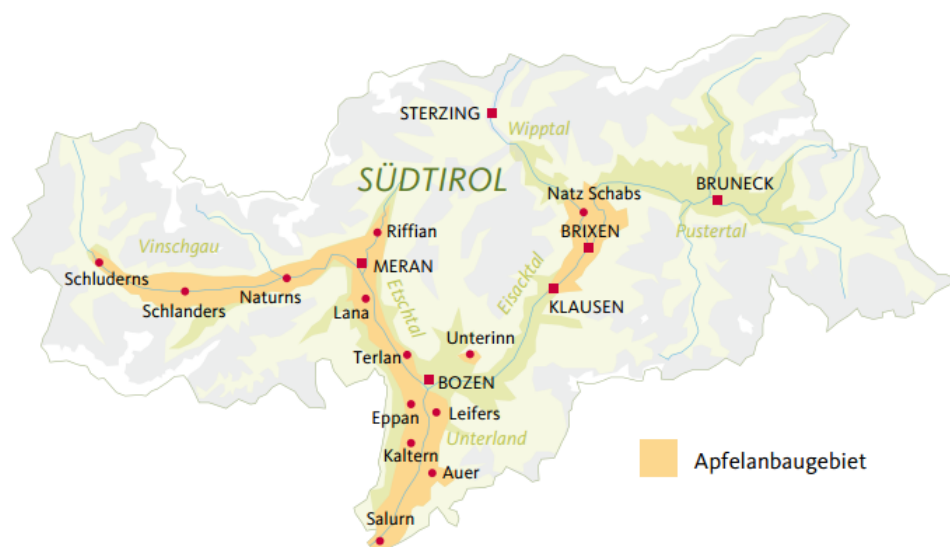 STERZING
Wipptal
SÜDTIROL
Natz Schabs
BRUNECK
Riffian
BRIXEN
Pustertal
Vinschgau
MERAN
Schluderns
Etschtal
Eisacktal
Naturns
Schlanders
Lana
KLAUSEN
Unterinn
Terlan
BOZEN
Eppan
Leifers
Unterland
Kaltern
Auer
Apfelanbaugebiet
Salurn